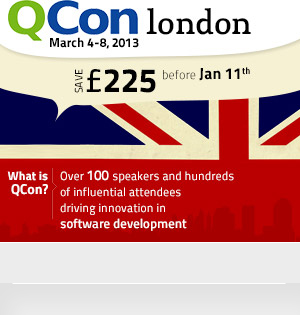 QCon london
March 4-8, 2013
SAVE £225 before Jan 11th
What is QCon?
Over 100 speakers and hundreds
of influential attendees
driving innovation in
software development